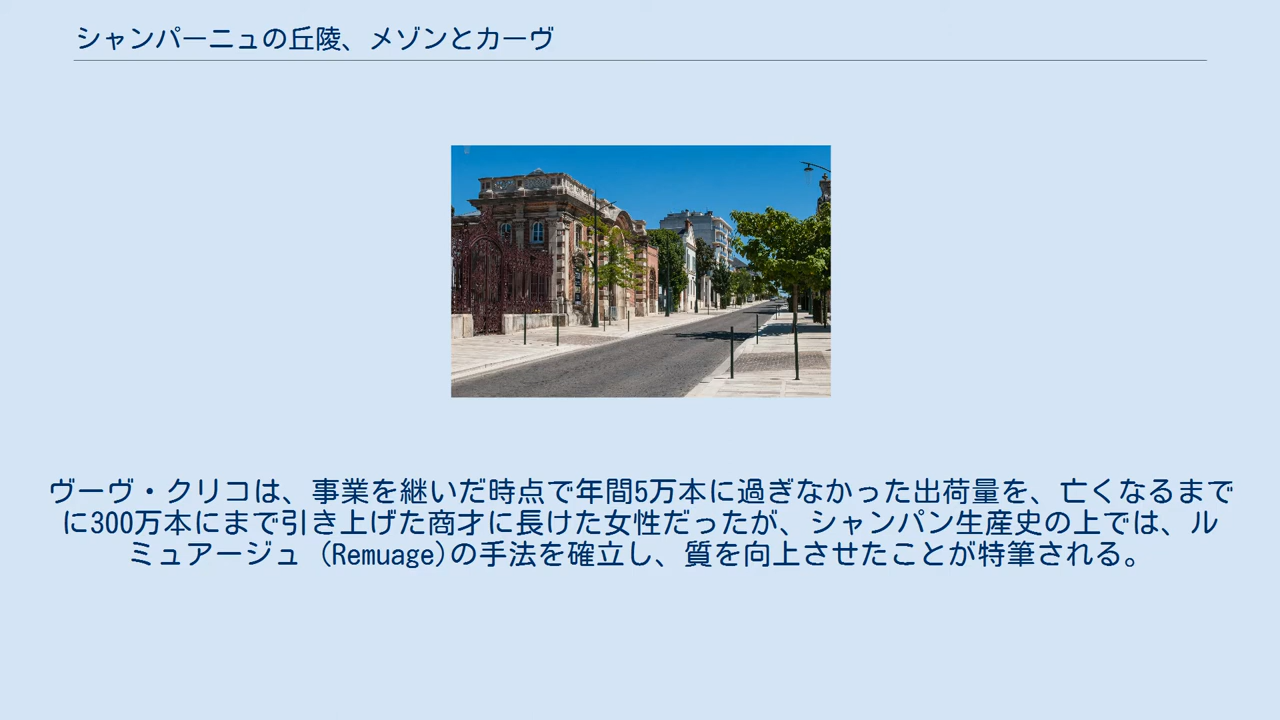 シャンパーニュの丘陵、メゾンとカーヴ
ヴーヴ・クリコは、事業を継いだ時点で年間5万本に過ぎなかった出荷量を、亡くなるまで
に300万本にまで引き上げた商才に長けた女性だったが、シャンパン生産史の上では、ル
ミュアージュ (Remuage)の手法を確立し、質を向上させたことが特筆される。